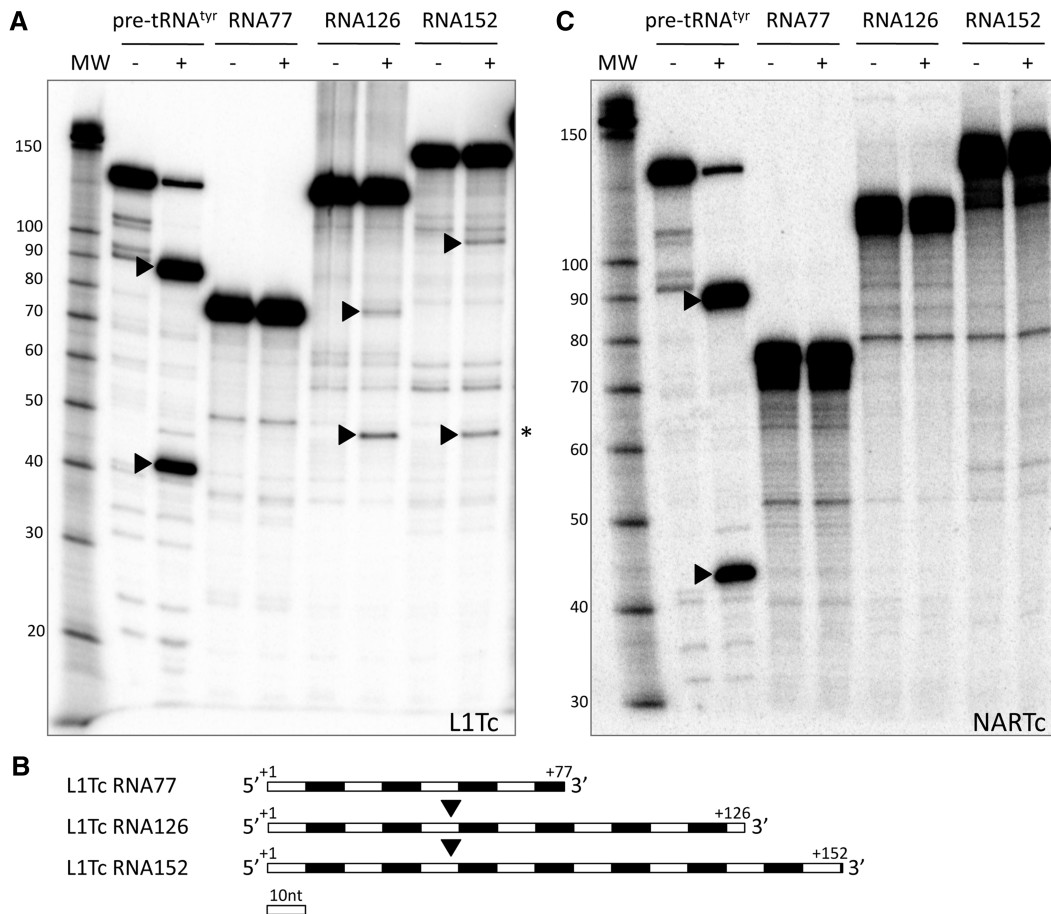 A
pre-tRNAtyr RNA77 RNA126 RNA152
MW - + - + - + - +
150
100
90
80
70
60
50
40
30
20
*
L1Tc
C
pre-tRNAtyr RNA77 RNA126 RNA152
MW - + - + - + - +
150
100
90
80
70
60
50
40
30
NARTc
B
L1Tc RNA77 5’ +1 +77 3’
L1Tc RNA126 5’ +1 +126 3’
L1Tc RNA152 5’ +1 +152 3’
10nt